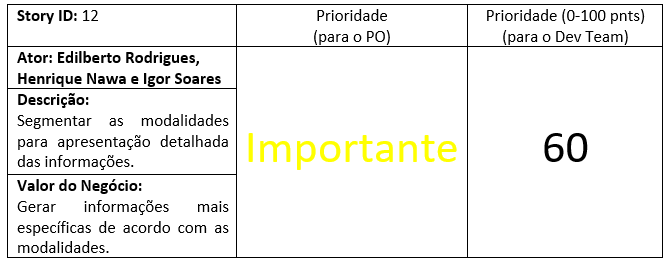 Story ID: 12
Prioridade
(para o PO)
Prioridade (0-100 pnts)
(para o Dev Team)
Ator: Edilberto Rodrigues,
Henrique Nawa e Igor Soares
Descrição:
Segmentar as modalidades
para apresentação detalhada
das informações.
Valor do Negócio:
Gerar informações mais
específicas de acordo com as
modalidades.
Importante
60